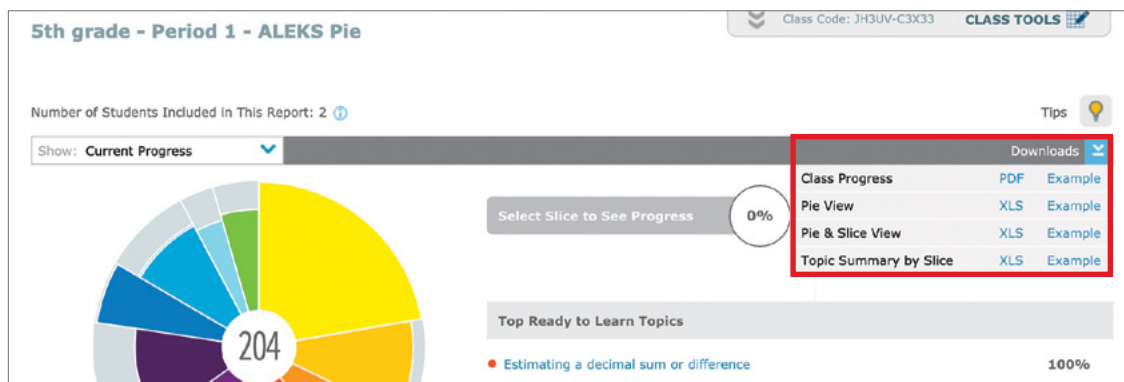 Class Code: JH3UV-C3X33 CLASS TOOLS
5th grade - Period 1 - ALEKS Pie
Number of Students Included in This Report: 2
Tips
Show: Current Progress
Downloads
Class Progress PDF Example
Pie View XLS Example
Pie & Slice View XLS Example
Topic Summary by Slice XLS Example
Select Slice to See Progress 0%
204
Top Ready to Learn Topics
Estimating a decimal sum or difference 100%